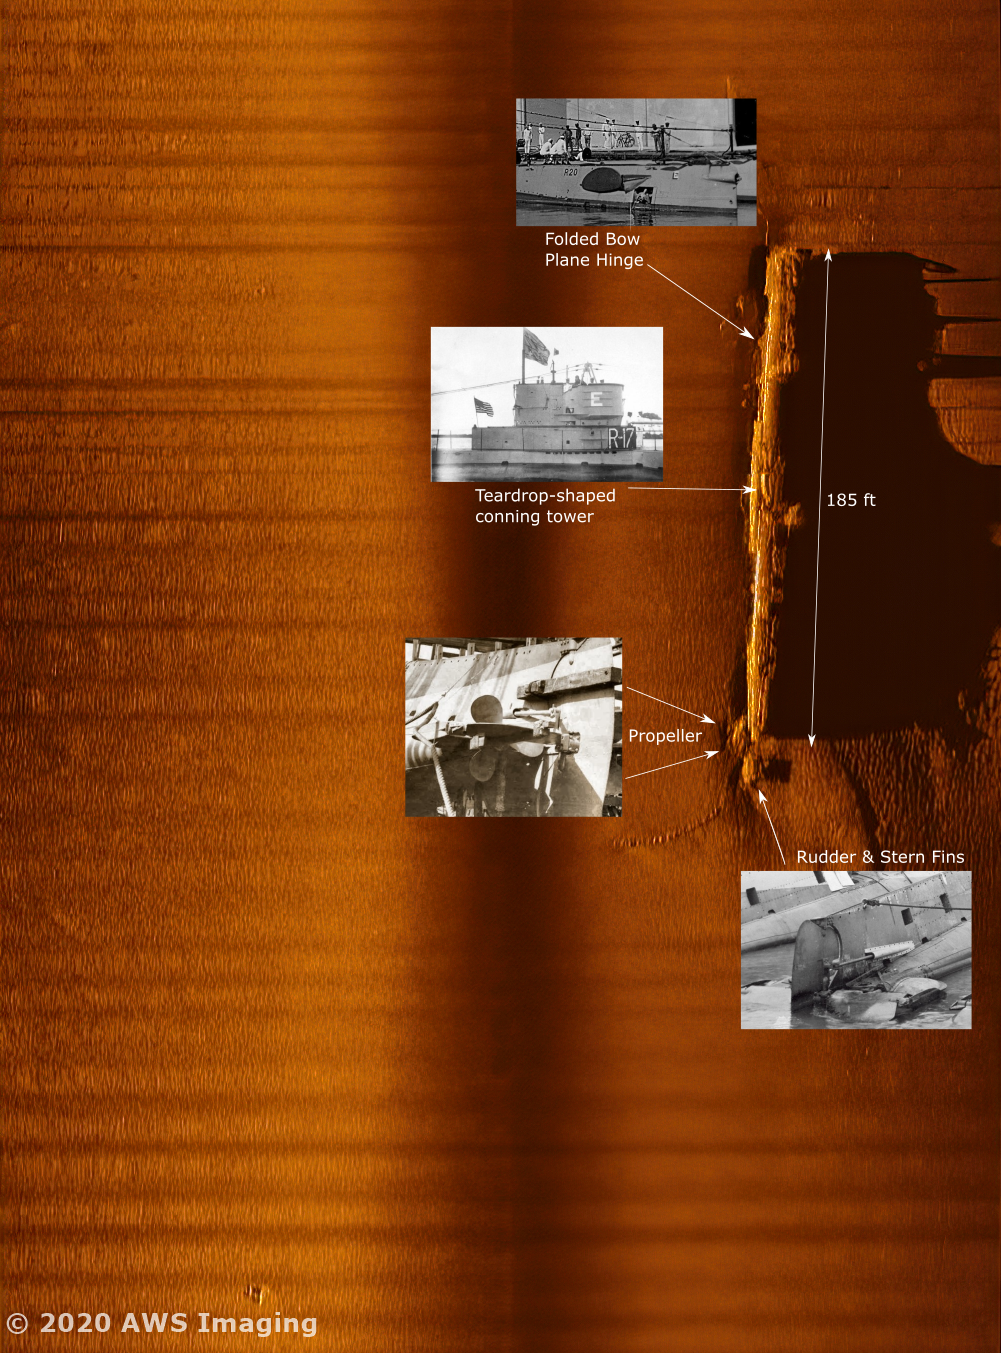 R20
E
Folded Bow
Plane Hinge
E
R-17
Teardrop-shaped
conning tower
185 ft
Propeller
Rudder & Stern Fins
© 2020 AWS Imaging